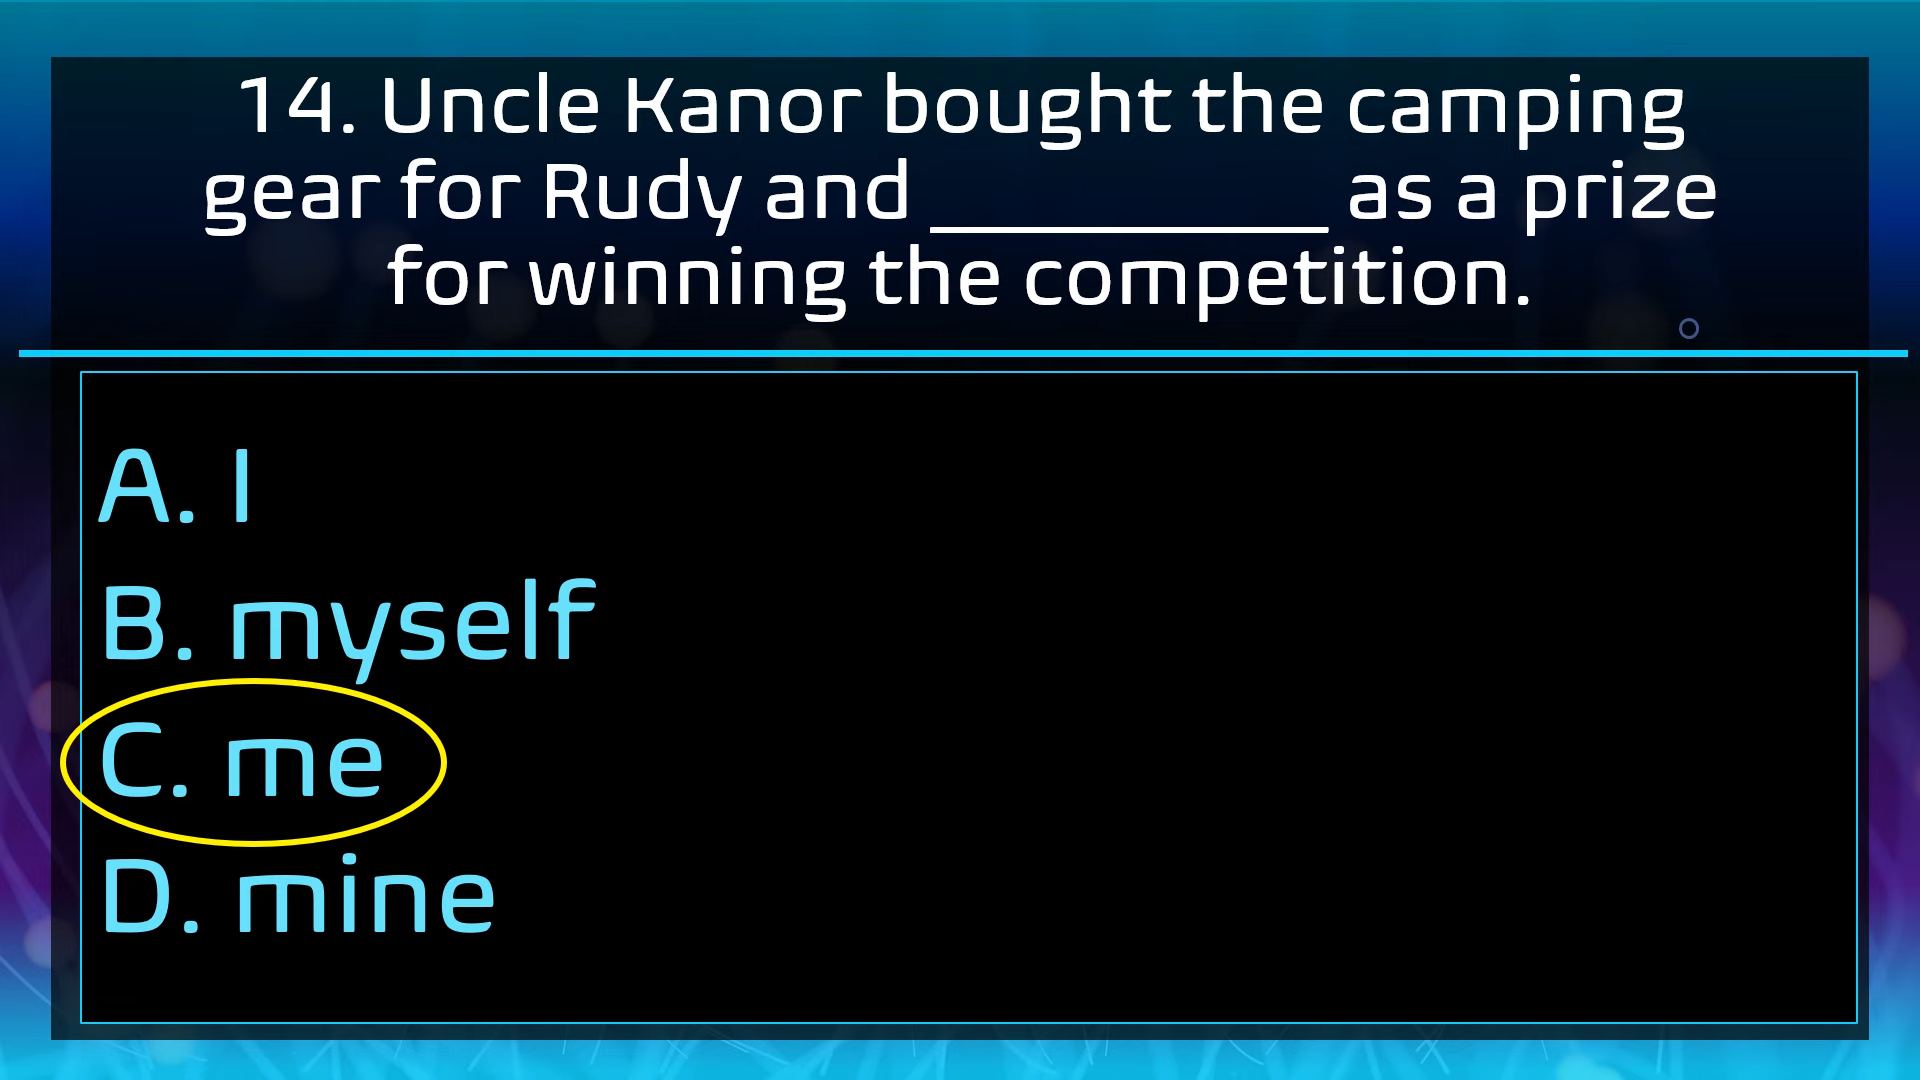 14. Uncle Kanor bought the camping
gear for Rudy and __________ as a prize
for winning the competition.
A. I
B. myself
C. me
D. mine